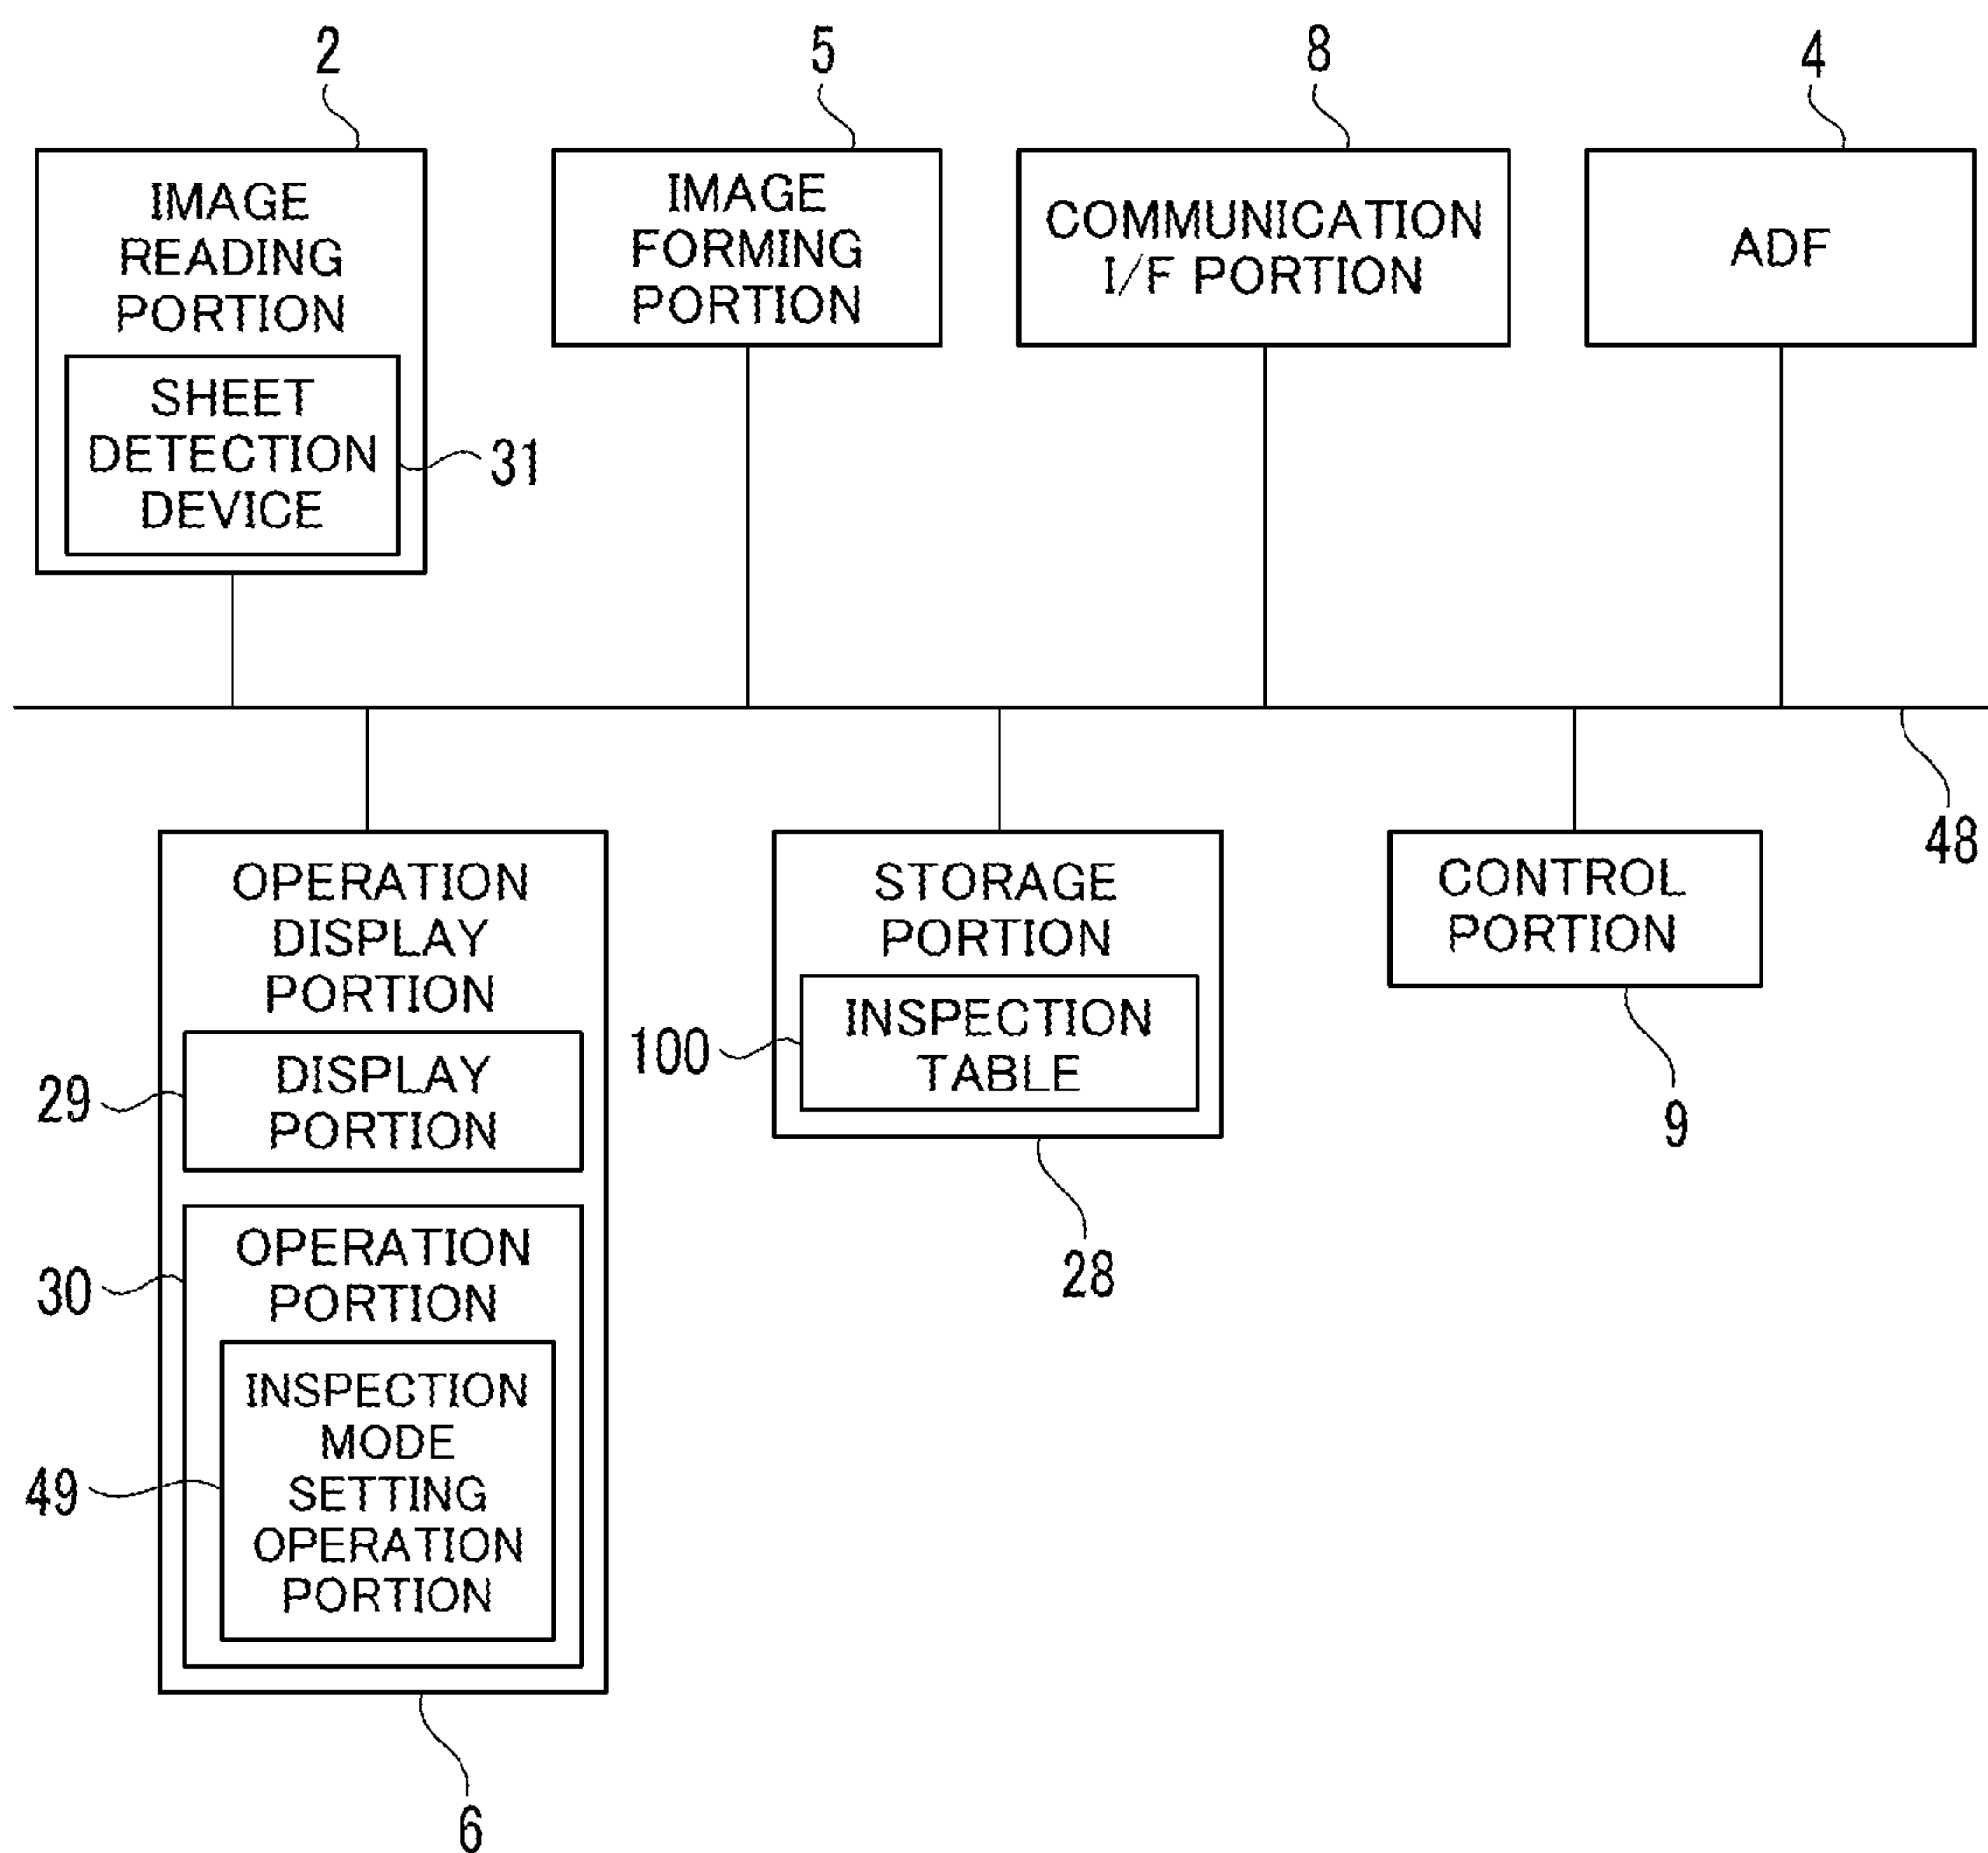 2
5
8
4
IMAGE
READING
PORTION
SHEET
DETECTION
DEVICE
31
IMAGE
FORMING
PORTION
COMMUNICATION
I/F PORTION
ADF
48
OPERATION
DISPLAY
PORTION
29
DISPLAY
PORTION
30
OPERATION
PORTION
49
INSPECTION
MODE
SETTING
OPERATION
PORTION
6
STORAGE
PORTION
100
INSPECTION
TABLE
28
CONTROL
PORTION
9